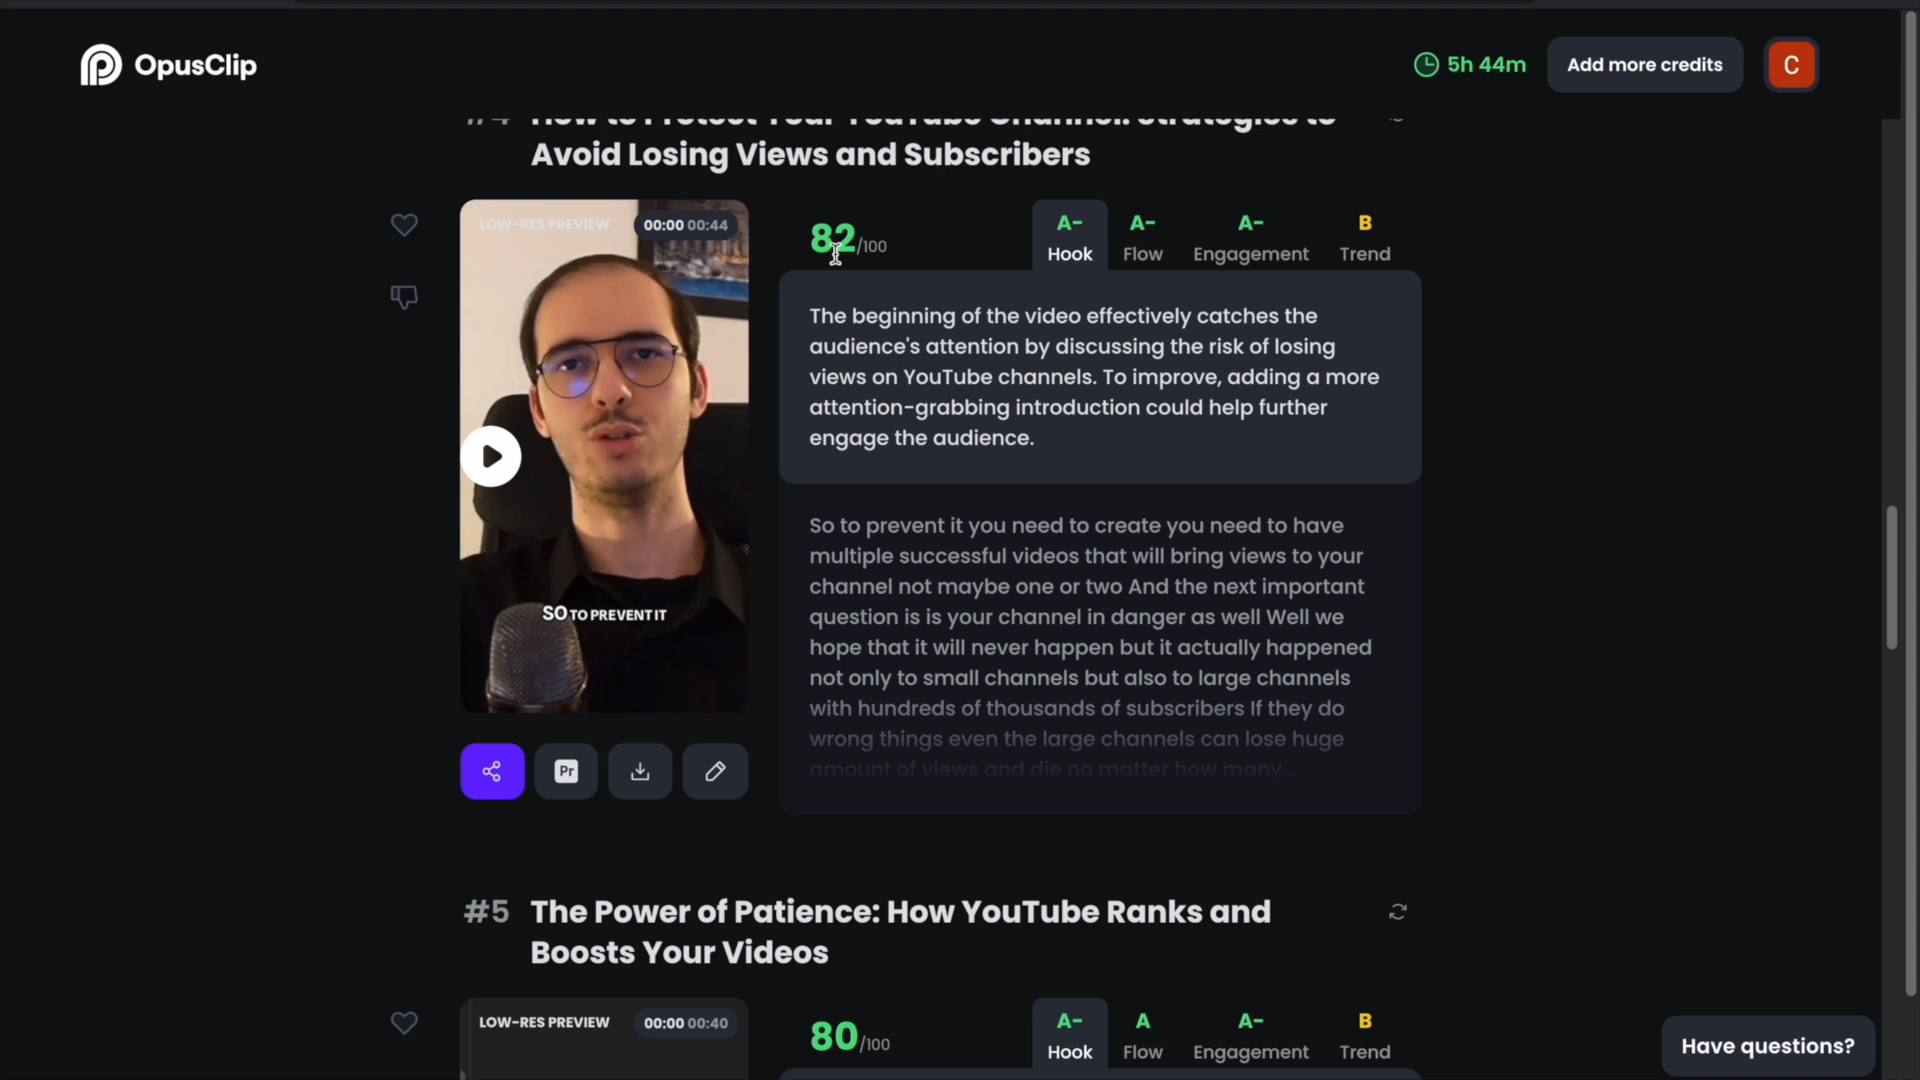 OpusClip
5h 44m
Add more credits
C
#4 How to Protect Your YouTube Channel: Strategies to
Avoid Losing Views and Subscribers
LOW-RES PREVIEW
00:00 00:44
82/100
A-
Hook
A-
Flow
A-
Engagement
B
Trend
The beginning of the video effectively catches the
audience's attention by discussing the risk of losing
views on YouTube channels. To improve, adding a more
attention-grabbing introduction could help further
engage the audience.
SO TO PREVENT IT
So to prevent it you need to create you need to have
multiple successful videos that will bring views to your
channel not maybe one or two And the next important
question is is your channel in danger as well Well we
hope that it will never happen but it actually happened
not only to small channels but also to large channels
with hundreds of thousands of subscribers If they do
wrong things even the large channels can lose huge
amount of views and die no matter how many...
Pr
#5 The Power of Patience: How YouTube Ranks and
Boosts Your Videos
LOW-RES PREVIEW
00:00 00:40
80/100
A-
Hook
A
Flow
A-
Engagement
B
Trend
Have questions?